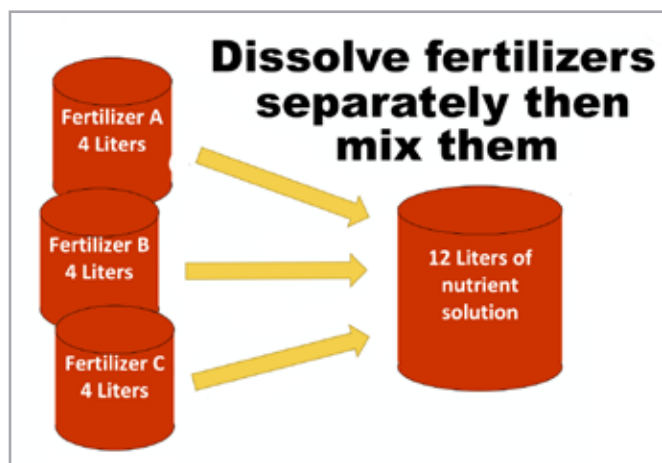 Dissolve fertilizers
separately then
mix them
Fertilizer A
4 Liters
Fertilizer B
4 Liters
Fertilizer C
4 Liters
12 Liters of
nutrient
solution